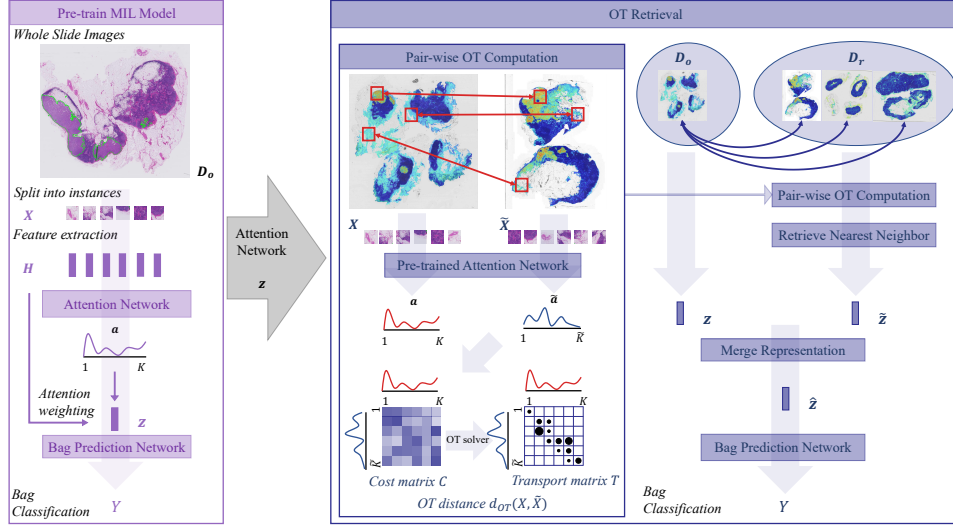 Pre-train MIL Model
Whole Slide Images
D_o
Split into instances
X
Feature extraction
H
Attention Network
a
1 K
Attention
weighting
z
Bag Prediction Network
Bag
Classification
Y
Attention
Network
z
OT Retrieval
Pair-wise OT Computation
X X̃
Pre-trained Attention Network
a ã
1 K 1 K̃
1 K 1 K
1 K̃ OT solver 1 K̃
Cost matrix C Transport matrix T
OT distance d_OT(X, X̃)
D_o D_r
Pair-wise OT Computation
Retrieve Nearest Neighbor
z z̃
Merge Representation
ẑ
Bag Prediction Network
Bag
Classification
Y